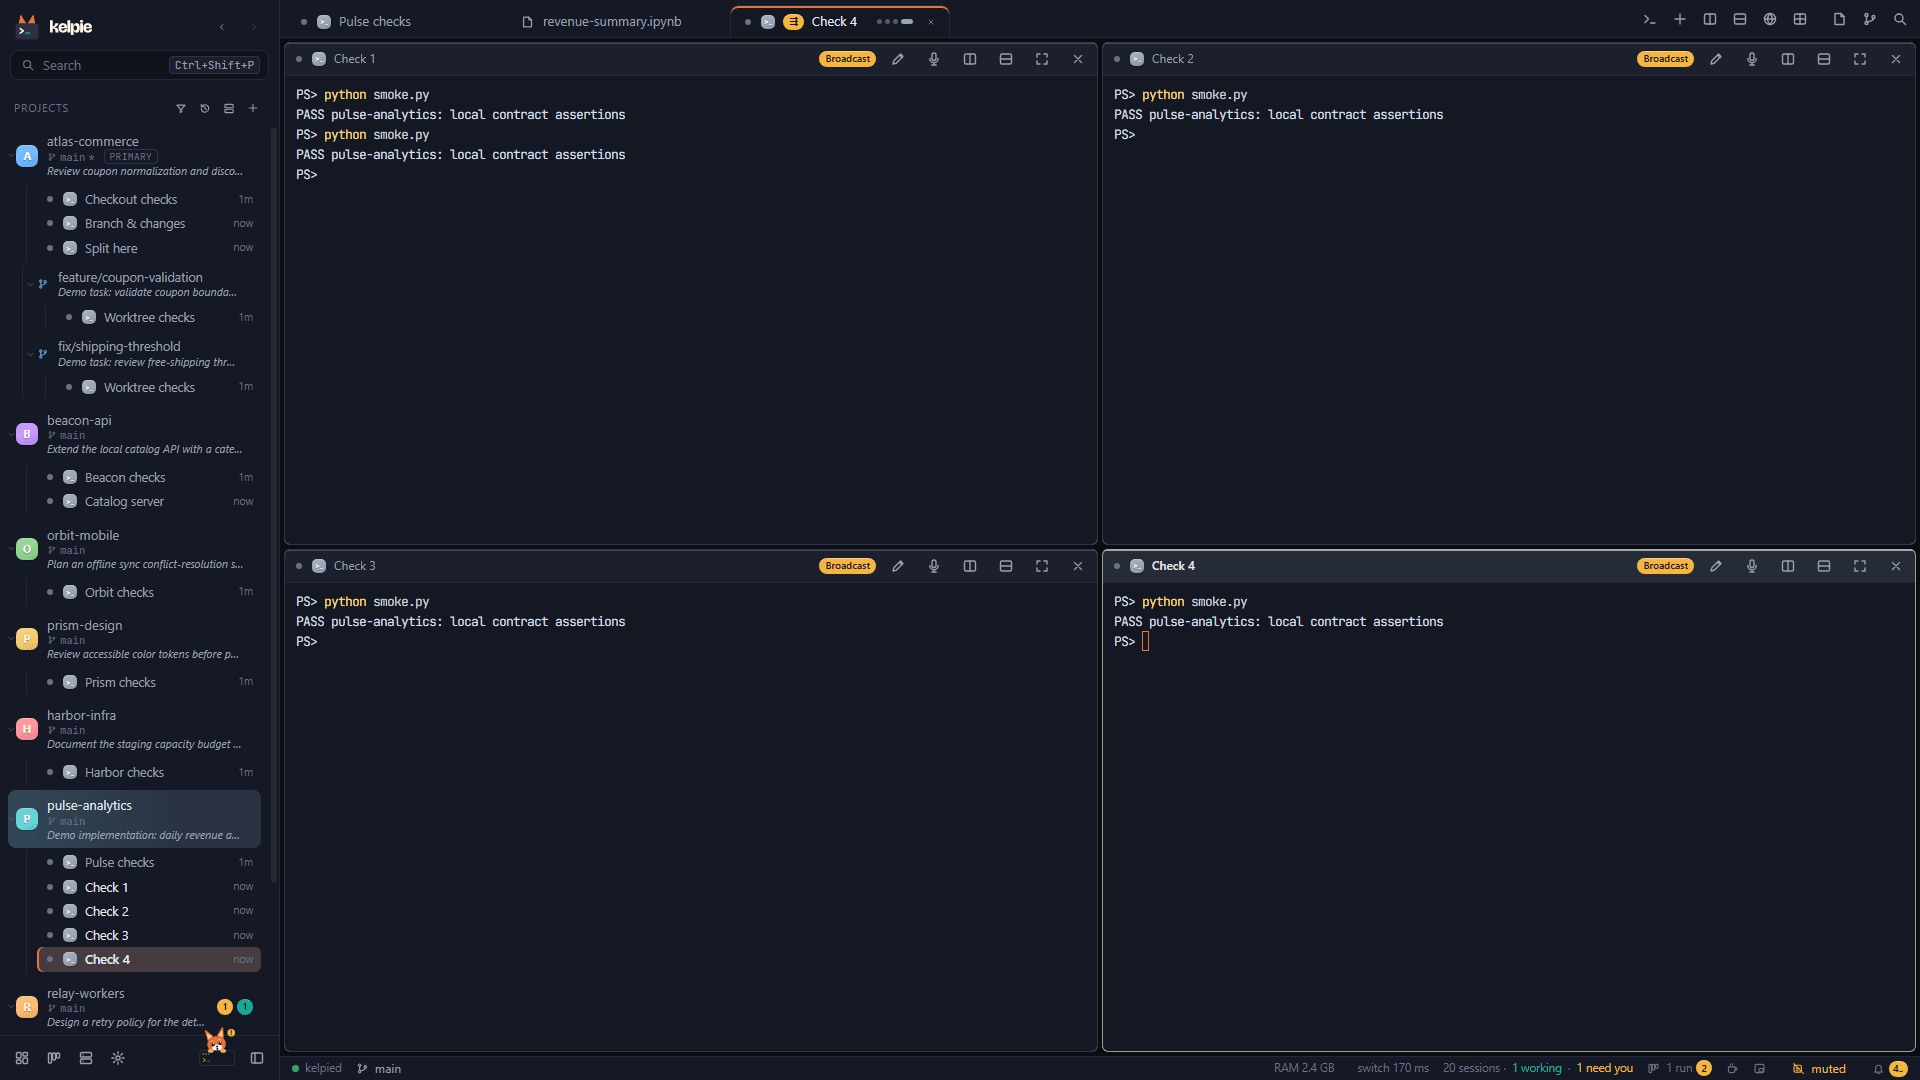 kelpie
Search Ctrl+Shift+P
PROJECTS
A
atlas-commerce
main * PRIMARY
Review coupon normalization and disco...
Checkout checks 1m
Branch & changes now
Split here now
feature/coupon-validation
Demo task: validate coupon bounda...
Worktree checks 1m
fix/shipping-threshold
Demo task: review free-shipping thr...
Worktree checks 1m
B
beacon-api
main
Extend the local catalog API with a cate...
Beacon checks 1m
Catalog server now
O
orbit-mobile
main
Plan an offline sync conflict-resolution s...
Orbit checks 1m
P
prism-design
main
Review accessible color tokens before p...
Prism checks 1m
H
harbor-infra
main
Document the staging capacity budget ...
Harbor checks 1m
P
pulse-analytics
main
Demo implementation: daily revenue a...
Pulse checks 1m
Check 1 now
Check 2 now
Check 3 now
Check 4 now
R
relay-workers
main 1 1
Design a retry policy for the det...
Pulse checks
revenue-summary.ipynb
Check 4
Check 1 Broadcast
PS> python smoke.py
PASS pulse-analytics: local contract assertions
PS> python smoke.py
PASS pulse-analytics: local contract assertions
PS>
Check 2 Broadcast
PS> python smoke.py
PASS pulse-analytics: local contract assertions
PS>
Check 3 Broadcast
PS> python smoke.py
PASS pulse-analytics: local contract assertions
PS>
Check 4 Broadcast
PS> python smoke.py
PASS pulse-analytics: local contract assertions
PS>
kelpied main
RAM 2.4 GB switch 170 ms 20 sessions · 1 working · 1 need you 1 run 2 muted 4